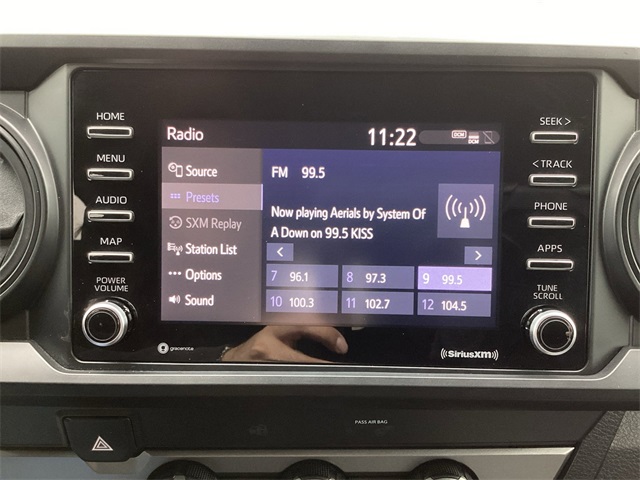 HOME
MENU
AUDIO
MAP
POWER
VOLUME
Radio
11:22
DCM
DCM
Source
Presets
SXM Replay
Station List
Options
Sound
FM 99.5
Now playing Aerials by System Of
A Down on 99.5 KISS
< >
7 96.1 8 97.3 9 99.5
10 100.3 11 102.7 12 104.5
SEEK >
< TRACK
PHONE
APPS
TUNE
SCROLL
gracenote
((SiriusXM))
PASS AIR BAG